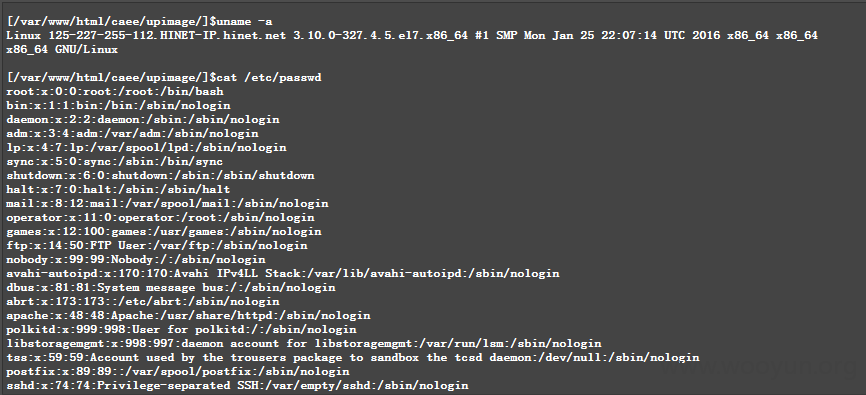 [/var/www/html/caee/upimage/]$uname -a
Linux 125-227-255-112.HINET-IP.hinet.net 3.10.0-327.4.5.el7.x86_64 #1 SMP Mon Jan 25 22:07:14 UTC 2016 x86_64 x86_64
x86_64 GNU/Linux
[/var/www/html/caee/upimage/]$cat /etc/passwd
root:x:0:0:root:/root:/bin/bash
bin:x:1:1:bin:/bin:/sbin/nologin
daemon:x:2:2:daemon:/sbin:/sbin/nologin
adm:x:3:4:adm:/var/adm:/sbin/nologin
lp:x:4:7:lp:/var/spool/lpd:/sbin/nologin
sync:x:5:0:sync:/sbin:/bin/sync
shutdown:x:6:0:shutdown:/sbin:/sbin/shutdown
halt:x:7:0:halt:/sbin:/sbin/halt
mail:x:8:12:mail:/var/spool/mail:/sbin/nologin
operator:x:11:0:operator:/root:/sbin/nologin
games:x:12:100:games:/usr/games:/sbin/nologin
ftp:x:14:50:FTP User:/var/ftp:/sbin/nologin
nobody:x:99:99:Nobody:/:/sbin/nologin
avahi-autoipd:x:170:170:Avahi IPv4LL Stack:/var/lib/avahi-autoipd:/sbin/nologin
dbus:x:81:81:System message bus:/:/sbin/nologin
abrt:x:173:173::/etc/abrt:/sbin/nologin
apache:x:48:48:Apache:/usr/share/httpd:/sbin/nologin
polkitd:x:999:998:User for polkitd:/:/sbin/nologin
libstoragemgmt:x:998:997:daemon account for libstoragemgmt:/var/run/lsm:/sbin/nologin
tss:x:59:59:Account used by the trousers package to sandbox the tcsd daemon:/dev/null:/sbin/nologin
postfix:x:89:89::/var/spool/postfix:/sbin/nologin
sshd:x:74:74:Privilege-separated SSH:/var/empty/sshd:/sbin/nologin